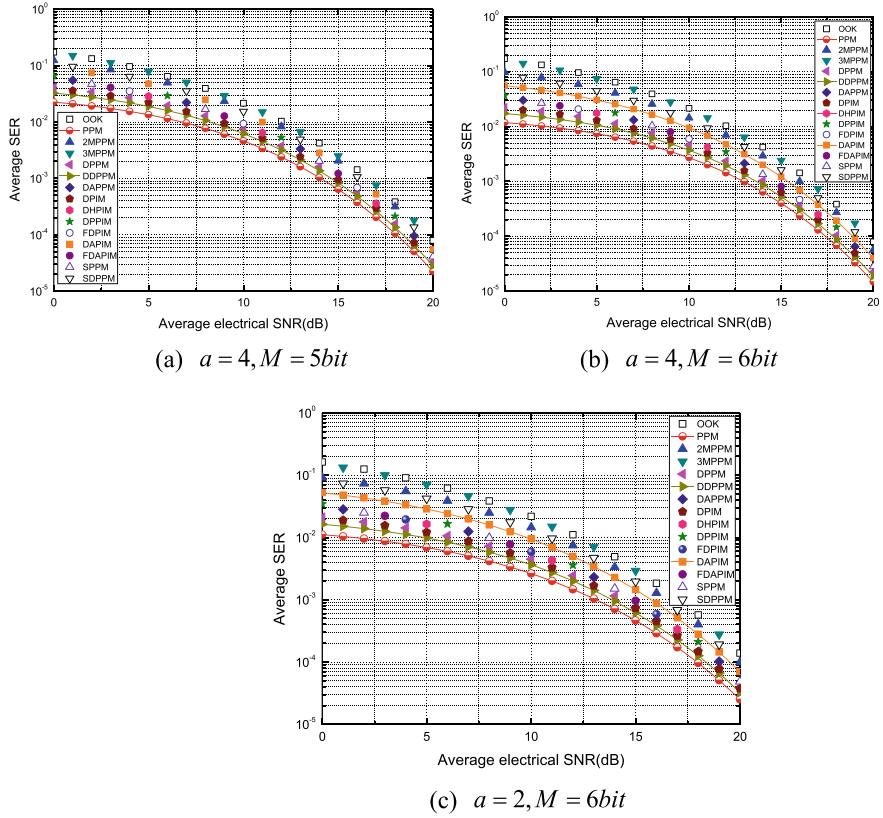 10^0
10^-1
10^-2
10^-3
10^-4
10^-5
Average SER
OOK
PPM
2MPPM
3MPPM
DPPM
DDPPM
DAPPM
DPIM
DHPIM
DPPIM
FDPIM
DAPIM
FDAPIM
SPPM
SDPPM
0 5 10 15 20
Average electrical SNR(dB)
(a) a = 4, M = 5bit
10^0
10^-1
10^-2
10^-3
10^-4
10^-5
Average SER
OOK
PPM
2MPPM
3MPPM
DPPM
DDPPM
DAPPM
DPIM
DHPIM
DPPIM
FDPIM
DAPIM
FDAPIM
SPPM
SDPPM
0 5 10 15 20
Average electrical SNR(dB)
(b) a = 4, M = 6bit
10^0
10^-1
10^-2
10^-3
10^-4
10^-5
Average SER
OOK
PPM
2MPPM
3MPPM
DPPM
DDPPM
DAPPM
DPIM
DHPIM
DPPIM
FDPIM
DAPIM
FDAPIM
SPPM
SDPPM
0 5 10 15 20
Average electrical SNR(dB)
(c) a = 2, M = 6bit